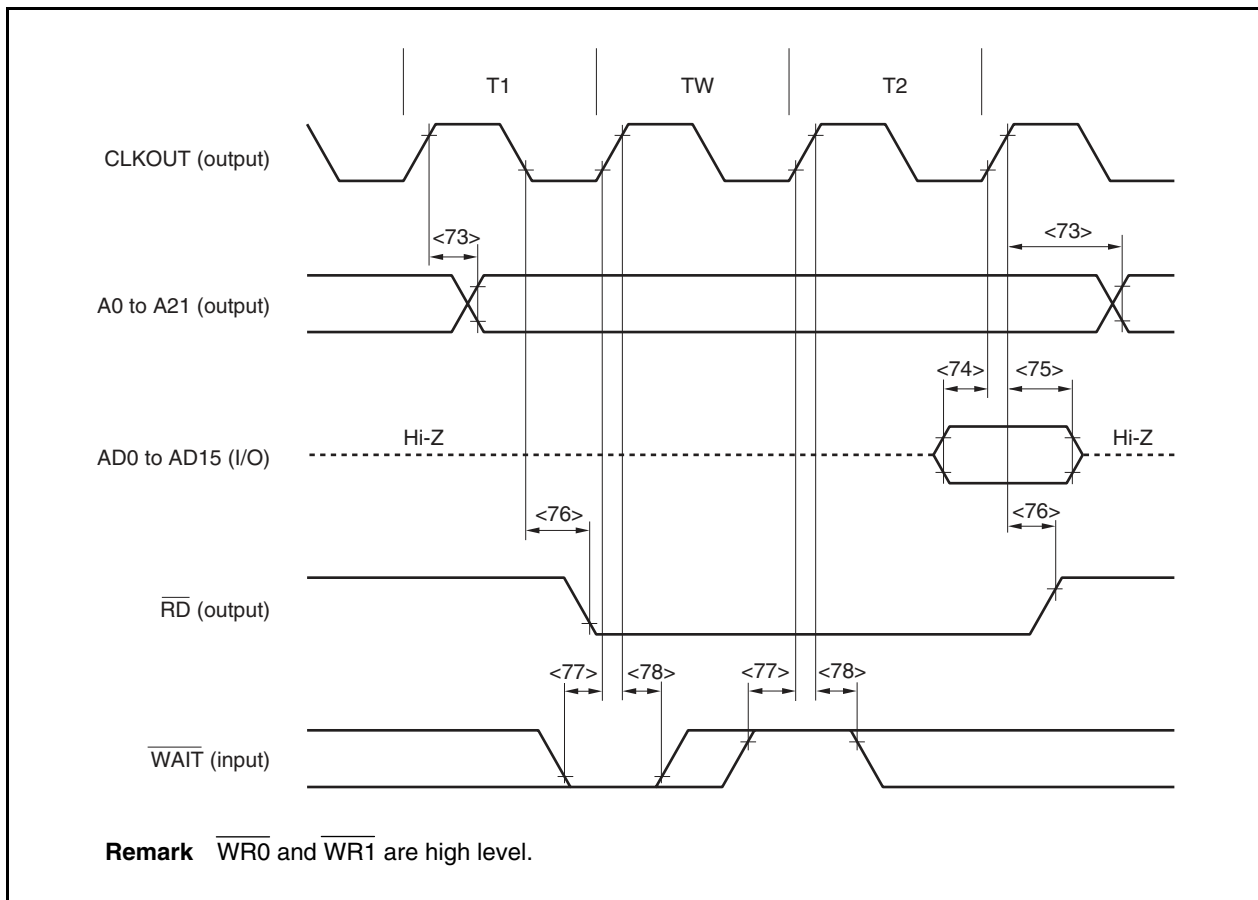 T1 TW T2
CLKOUT (output)
<73> <73>
A0 to A21 (output)
<74> <75>
Hi-Z Hi-Z
AD0 to AD15 (I/O)
<76> <76>
RD (output)
<77> <78> <77> <78>
WAIT (input)
Remark WR0 and WR1 are high level.